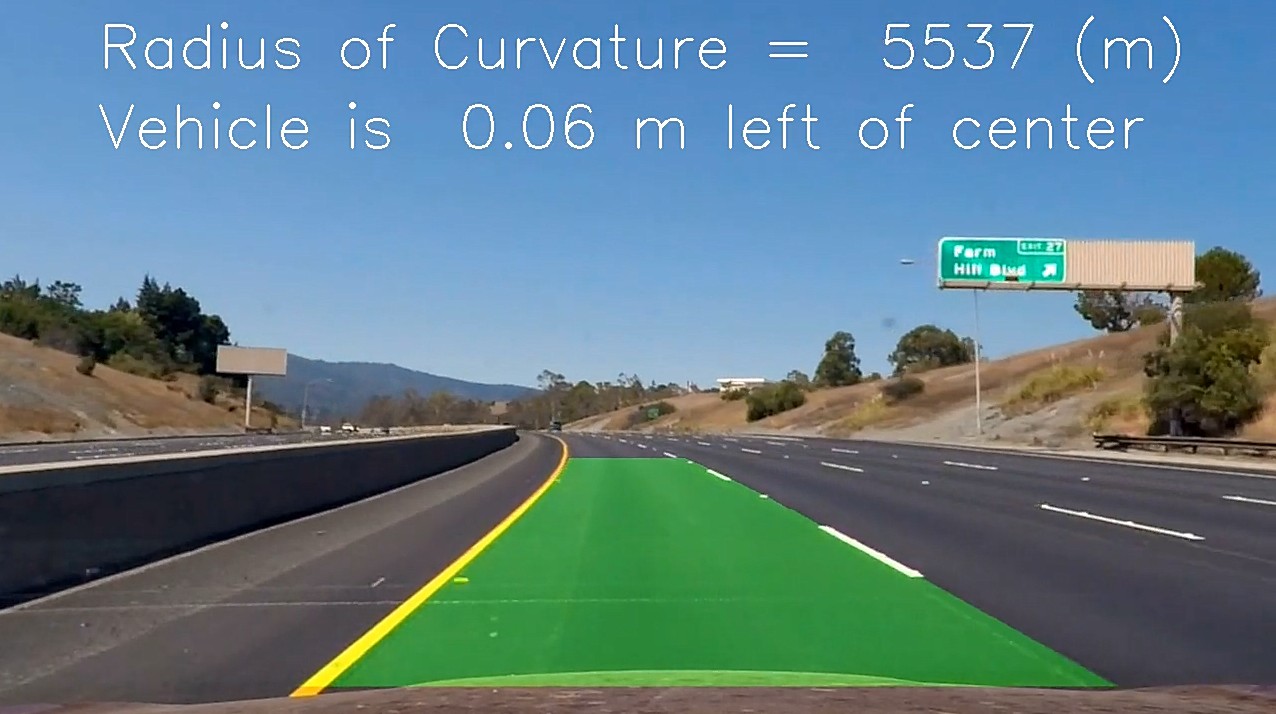 Radius of Curvature = 5537 (m)
Vehicle is 0.06 m left of center
EXIT 27
Farm
Hill Blvd